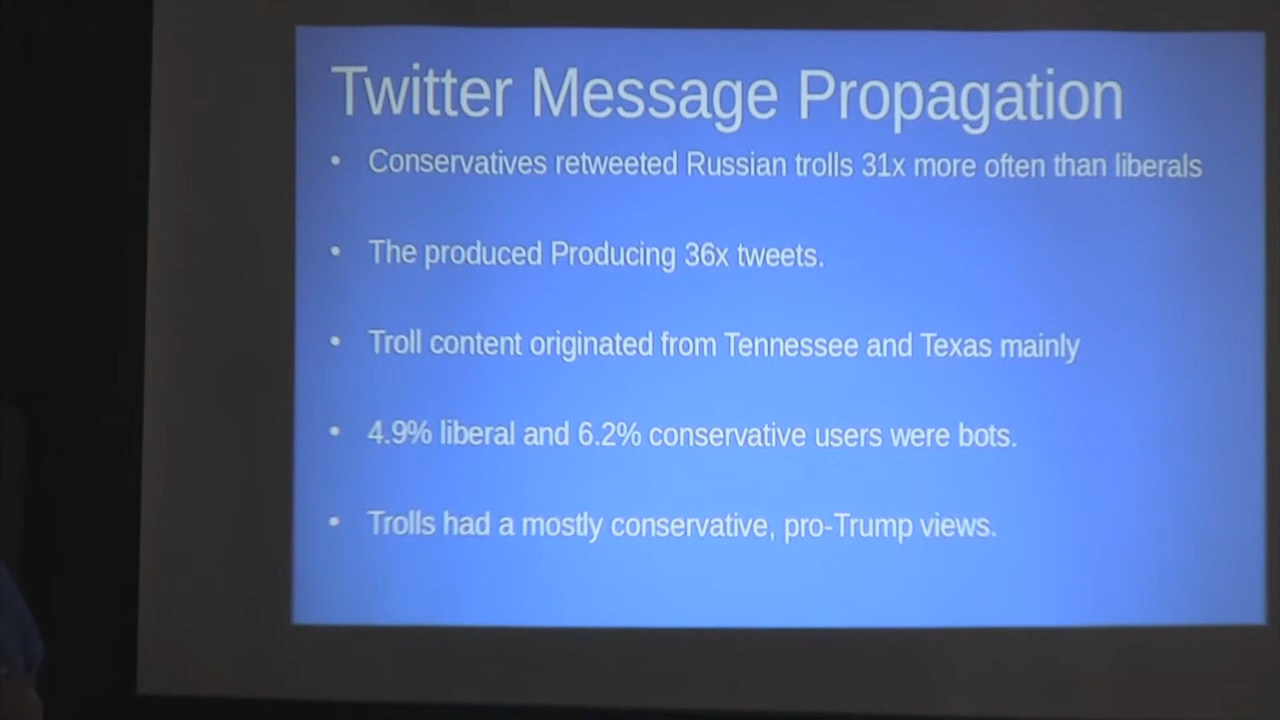 Twitter Message Propagation
• Conservatives retweeted Russian trolls 31x more often than liberals
• The produced Producing 36x tweets.
• Troll content originated from Tennessee and Texas mainly
• 4.9% liberal and 6.2% conservative users were bots.
• Trolls had a mostly conservative, pro-Trump views.